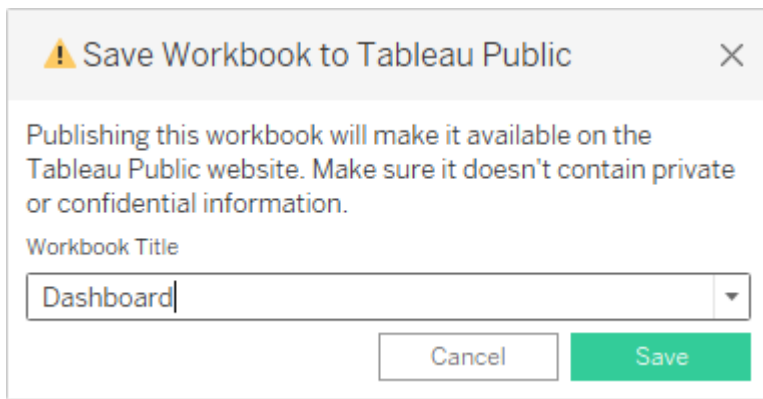 Save Workbook to Tableau Public
Publishing this workbook will make it available on the
Tableau Public website. Make sure it doesn't contain private
or confidential information.
Workbook Title
Dashboard
Cancel
Save